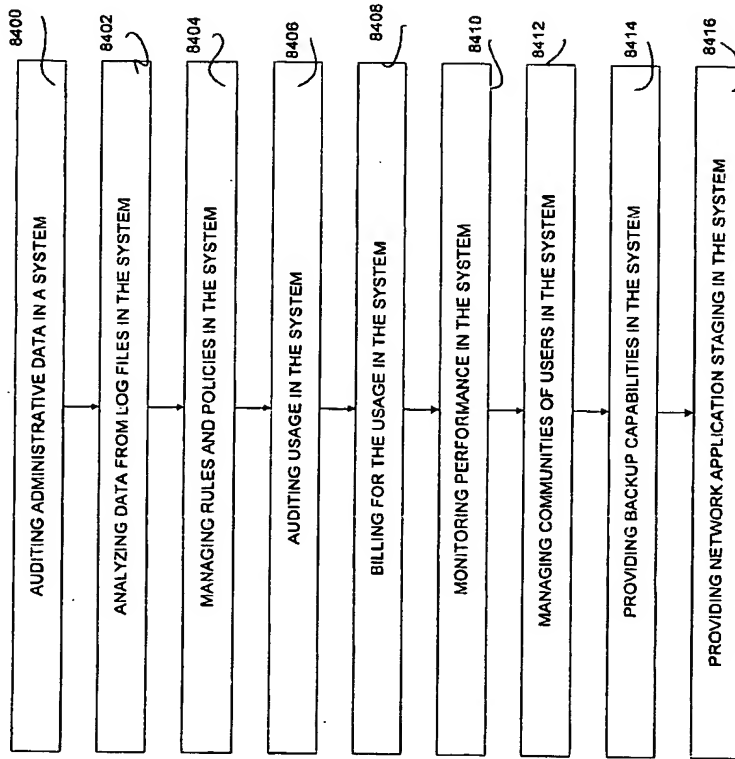 8400
AUDITING ADMINISTRATIVE DATA IN A SYSTEM
8402
ANALYZING DATA FROM LOG FILES IN THE SYSTEM
8404
MANAGING RULES AND POLICIES IN THE SYSTEM
8406
AUDITING USAGE IN THE SYSTEM
8408
BILLING FOR THE USAGE IN THE SYSTEM
8410
MONITORING PERFORMANCE IN THE SYSTEM
8412
MANAGING COMMUNITIES OF USERS IN THE SYSTEM
8414
PROVIDING BACKUP CAPABILITIES IN THE SYSTEM
8416
PROVIDING NETWORK APPLICATION STAGING IN THE SYSTEM